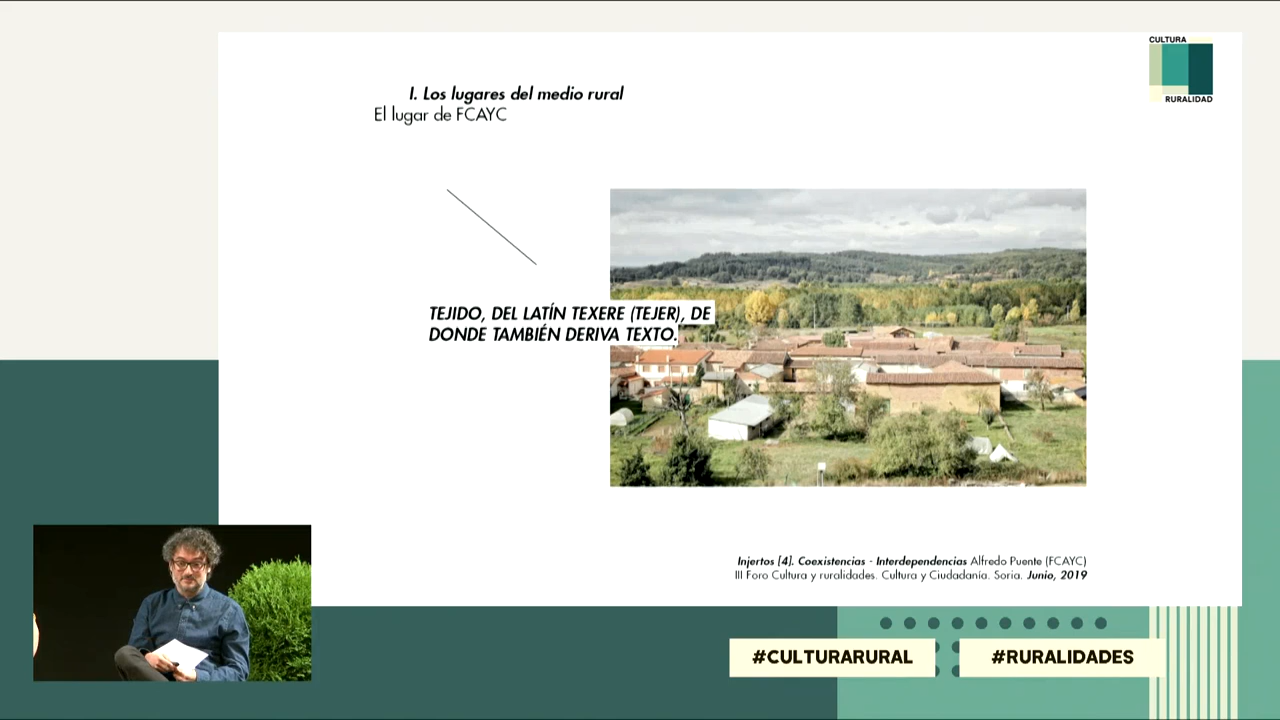 CULTURA
RURALIDAD
I. Los lugares del medio rural
El lugar de FCAYC
TEJIDO, DEL LATÍN TEXERE (TEJER), DE
DONDE TAMBIÉN DERIVA TEXTO.
Injertos [4]. Coexistencias - Interdependencias Alfredo Puente (FCAYC)
III Foro Cultura y ruralidades. Cultura y Ciudadanía. Soria. Junio, 2019
#CULTURARURAL
#RURALIDADES